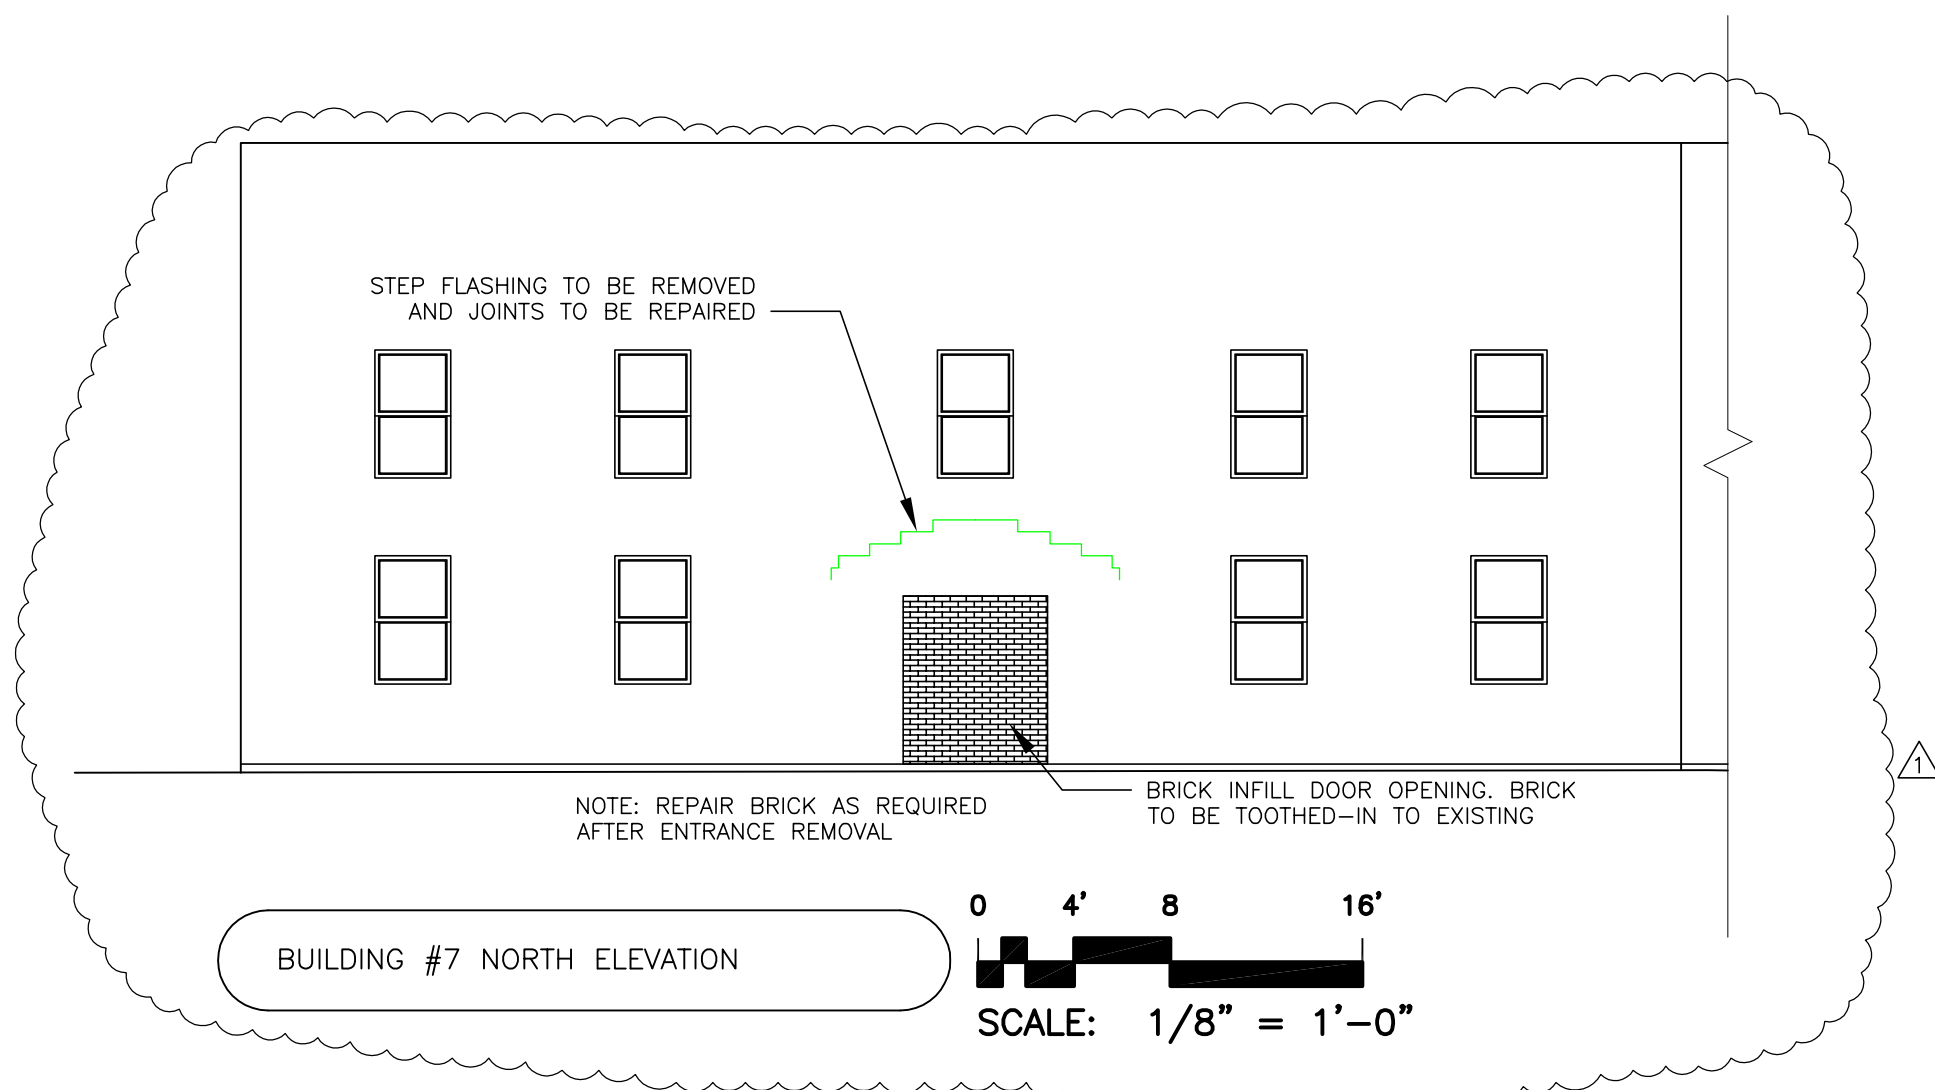 STEP FLASHING TO BE REMOVED
AND JOINTS TO BE REPAIRED
1
BRICK INFILL DOOR OPENING. BRICK
TO BE TOOTHED-IN TO EXISTING
NOTE: REPAIR BRICK AS REQUIRED
AFTER ENTRANCE REMOVAL
0 4' 8 16'
BUILDING #7 NORTH ELEVATION
SCALE: 1/8" = 1'-0"